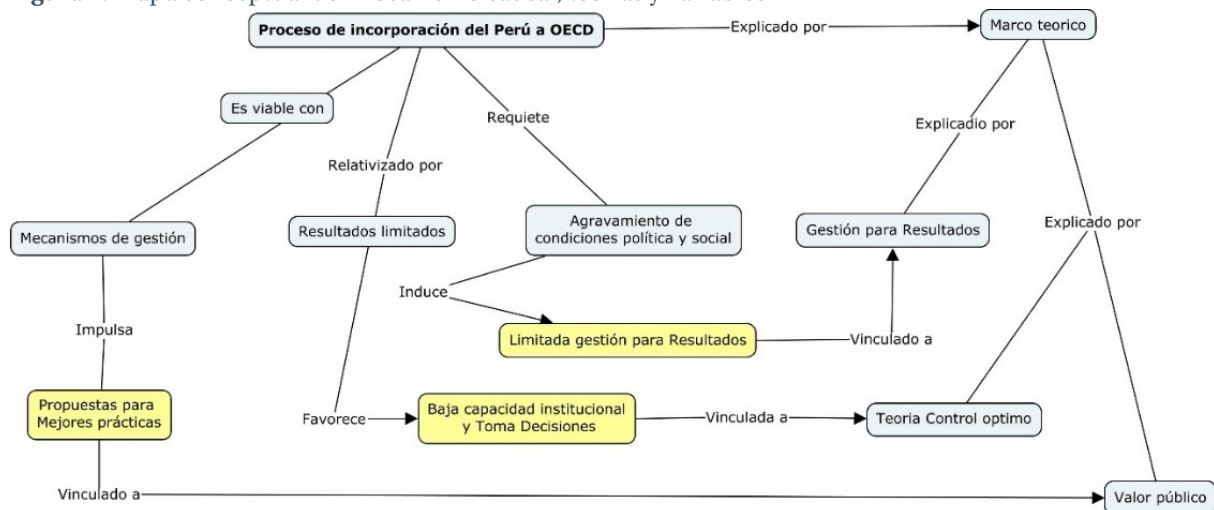 Proceso de incorporación del Perú a OECD
Explicado por
Marco teorico
Es viable con
Requiete
Explicadio por
Relativizado por
Mecanismos de gestión
Resultados limitados
Agravamiento de
condiciones política y social
Gestión para Resultados
Explicado por
Induce
Impulsa
Limitada gestión para Resultados
Vinculado a
Propuestas para
Mejores prácticas
Favorece
Baja capacidad institucional
y Toma Decisiones
Vinculada a
Teoria Control optimo
Vinculado a
Valor público